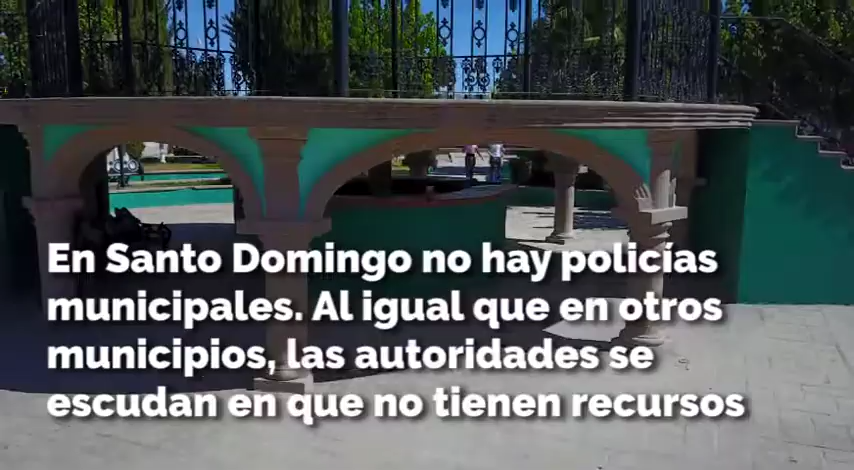 En Santo Domingo no hay policías
municipales. Al igual que en otros
municipios, las autoridades se
escudan en que no tienen recursos